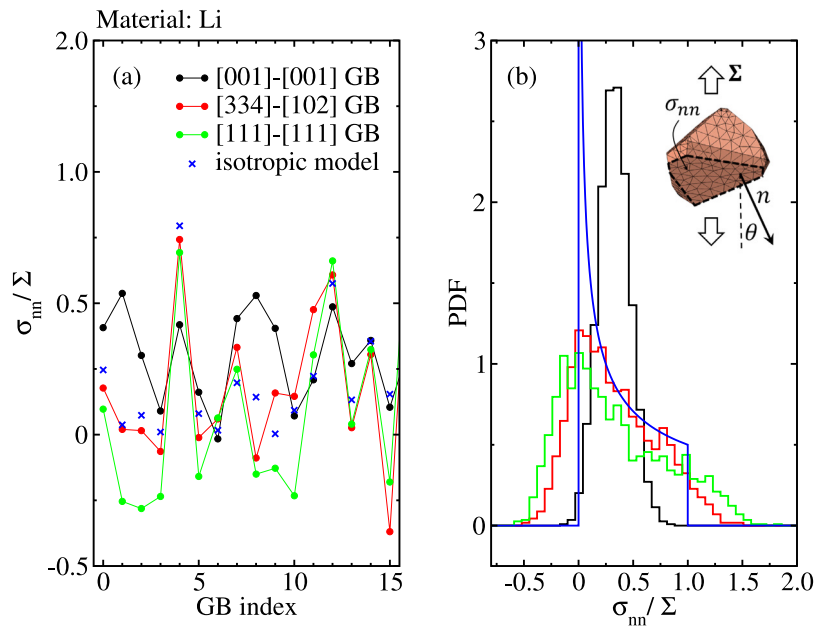 Material: Li
(a)
[001]-[001] GB
[334]-[102] GB
[111]-[111] GB
isotropic model
2.0
1.0
0.5
0
-0.5
σnn/Σ
0 5 10 15
GB index
(b)
Σ
σnn
n
θ
3
2
1
0
PDF
-0.5 0 0.5 1.0 1.5 2.0
σnn/Σ